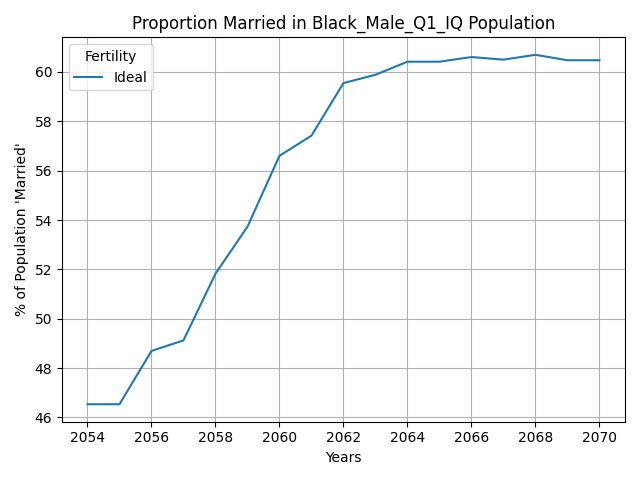 Proportion Married in Black_Male_Q1_IQ Population
Fertility
Ideal
% of Population 'Married'
60
58
56
54
52
50
48
46
2054 2056 2058 2060 2062 2064 2066 2068 2070
Years